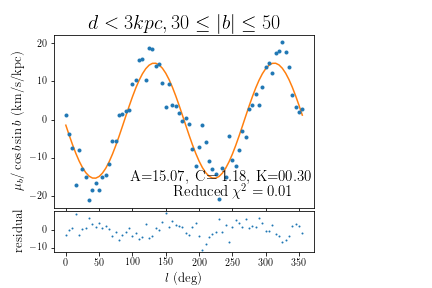 d < 3kpc, 30 ≤ |b| ≤ 50
μ_b / cos b sin b (km/s/kpc)
20
10
0
−10
−20
A=15.07, C=1.18, K=00.30
Reduced χ² = 0.01
residual
0
−10
0 50 100 150 200 250 300 350
l (deg)